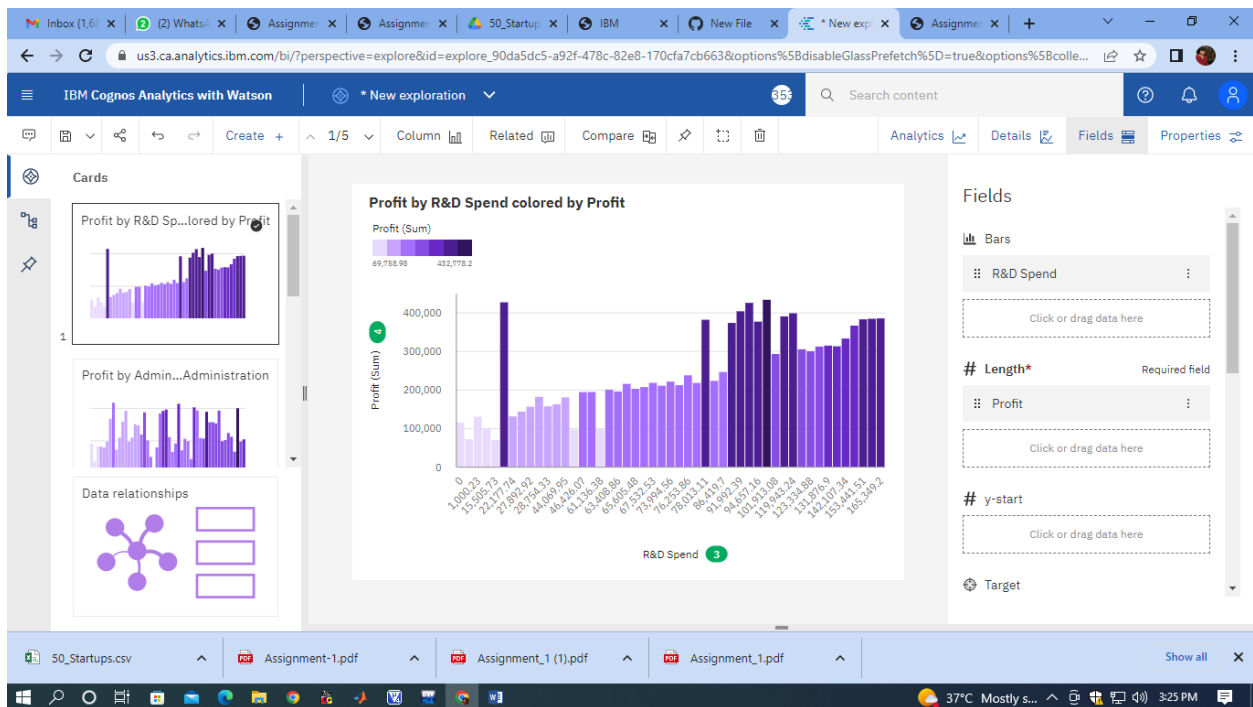 Inbox (1,6
(2) WhatsA
Assignmen
Assignmen
50_Startup
IBM
New File
* New expl
Assignmen
us3.ca.analytics.ibm.com/bi/?perspective=explore&id=explore_90da5dc5-a92f-478c-82e8-170cfa7cb663&options%5BdisableGlassPrefetch%5D=true&options%5Bcolle...
IBM Cognos Analytics with Watson
* New exploration
353
Search content
Create +
1/5
Column
Related
Compare
Analytics
Details
Fields
Properties
Cards
Profit by R&D Sp...lored by Profit
1
Profit by Admin...Administration
Data relationships
Profit by R&D Spend colored by Profit
Profit (Sum)
69,758.98 432,778.2
Profit (Sum) 4
400,000
300,000
200,000
100,000
0
0
1,000.23
15,505.73
22,177.74
27,892.92
28,754.33
44,069.95
46,426.07
61,136.38
63,408.86
65,605.48
67,532.53
73,994.56
76,253.86
78,013.11
86,419.7
91,992.39
94,657.16
101,913.08
119,943.24
123,334.88
131,876.9
142,107.34
153,441.51
165,349.2
R&D Spend 3
Fields
Bars
R&D Spend
Click or drag data here
# Length* Required field
Profit
Click or drag data here
# y-start
Click or drag data here
Target
50_Startups.csv
Assignment-1.pdf
Assignment_1 (1).pdf
Assignment_1.pdf
Show all
37°C Mostly s...
3:25 PM